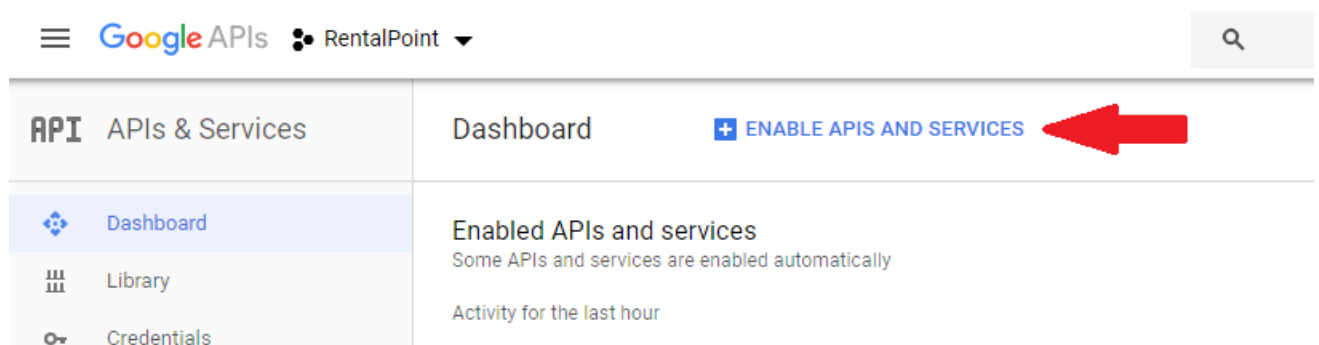 Google APIs RentalPoint
API APIs & Services
Dashboard
ENABLE APIS AND SERVICES
Dashboard
Library
Credentials
Enabled APIs and services
Some APIs and services are enabled automatically
Activity for the last hour